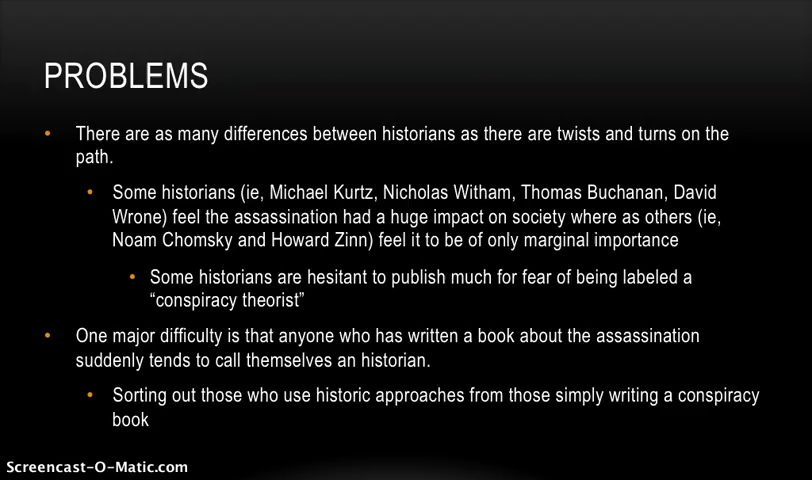 PROBLEMS
• There are as many differences between historians as there are twists and turns on the
path.
• Some historians (ie, Michael Kurtz, Nicholas Witham, Thomas Buchanan, David
Wrone) feel the assassination had a huge impact on society where as others (ie,
Noam Chomsky and Howard Zinn) feel it to be of only marginal importance
• Some historians are hesitant to publish much for fear of being labeled a
“conspiracy theorist”
• One major difficulty is that anyone who has written a book about the assassination
suddenly tends to call themselves an historian.
• Sorting out those who use historic approaches from those simply writing a conspiracy
book
Screencast-O-Matic.com